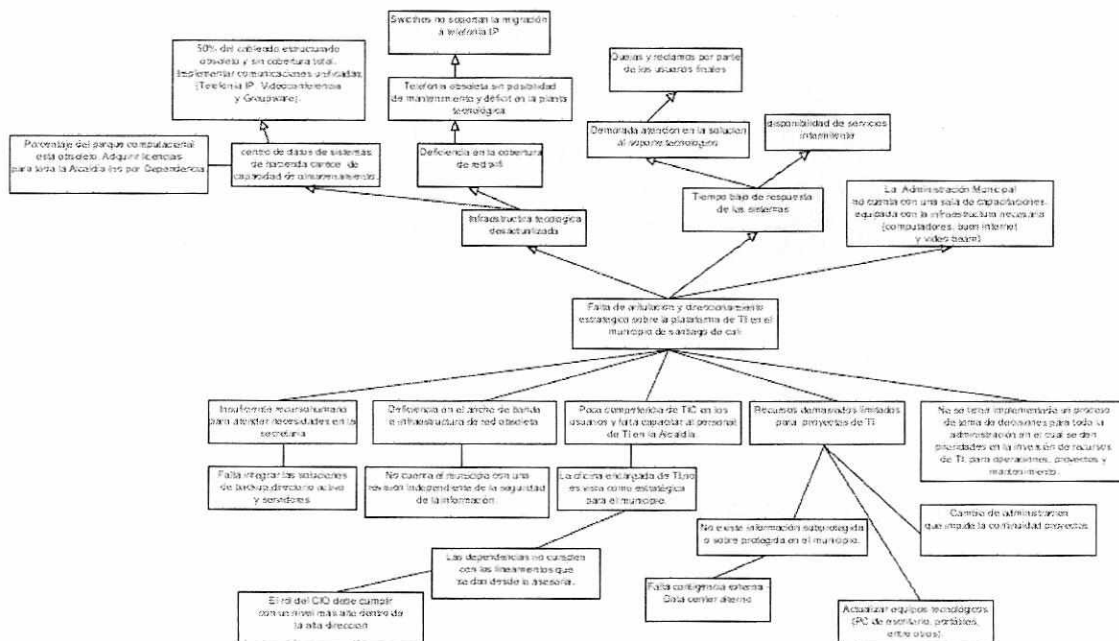 Swicthes no soportan la migración
a telefonía IP
50% del cableado estructurado
obsoleto y sin cobertura total.
Implementar comunicaciones unificadas
(Telefonía IP, Videoconferencia
y Groupware).
Quejas y reclamos por parte
de los usuarios finales
Telefonía obsoleta sin posibilidad
de mantenimiento y déficit en la planta
tecnológica
Demorada atención en la solución
al soporte tecnológico
disponibilidad de servicios
intermitente
Porcentaje del parque computacional
está obsoleto. Adquirir licencias
para toda la Alcaldía (no por Dependencia)
centro de datos de sistemas
de hacienda carece de
capacidad de almacenamiento.
Deficiencia en la cobertura
de red wifi
Tiempo bajo de respuesta
de los sistemas
La Administración Municipal
no cuenta con una sala de capacitaciones
equipada con la infraestructura necesaria
(computadores, buen internet
y video beam)
Infraestructura tecnológica
desactualizada
Falta de articulación y direccionamiento
estratégico sobre la plataforma de TI en el
municipio de santiago de cali
Insuficiente recurso humano
para atender necesidades en la
secretaria
Deficiencia en el ancho de banda
e infraestructura de red obsoleta
Poca competencia de TIC en los
usuarios y falta capacitar al personal
de TI en la Alcaldía.
Recursos demasiados limitados
para proyectos de TI
No se tiene implementado un proceso
de toma de decisiones para todo la
administración en el cual se den
prioridades en la inversión de recursos
de TI, para operaciones, proyectos y
mantenimiento.
Falta integrar las soluciones
de backup directorio activo
y servidores
No cuenta el municipio con una
revisión independiente de la seguridad
de la información.
La oficina encargada de TI no
es vista como estratégica
para el municipio.
No existe información subprotegida
o sobre protegida en el municipio.
Cambio de administración
que impide la continuidad proyectos
Las dependencias no cumplen
con los lineamientos que
se dan desde la asesoría.
Falta contigencia externa -
Data center alterno
El rol del CIO debe cumplir
con un nivel más alto dentro de
la alta dirección
Actualizar equipos tecnológicos
(PC de escritorio, portátiles,
entre otros)